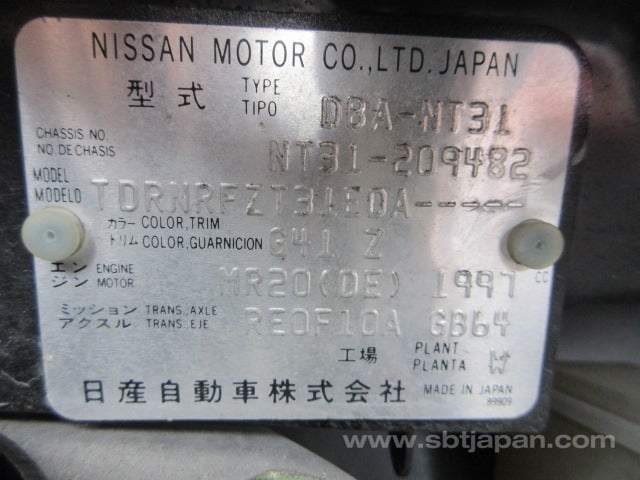 NISSAN MOTOR CO.,LTD. JAPAN
型式 TYPE TIPO DBA-NT31
CHASSIS NO. NO. DE CHASIS NT31-209482
MODEL MODELO TDRNRFZT31EDA-----
カラー COLOR,TRIM
トリム COLOR,GUARNICION G41 Z
エンジン ENGINE MOTOR MR20(DE) 1997 CC
ミッション TRANS.,AXLE
アクスル TRANS.,EJE RE0F10A GB64
工場 PLANT PLANTA W
日産自動車株式会社 MADE IN JAPAN
89909
www.sbtjapan.com